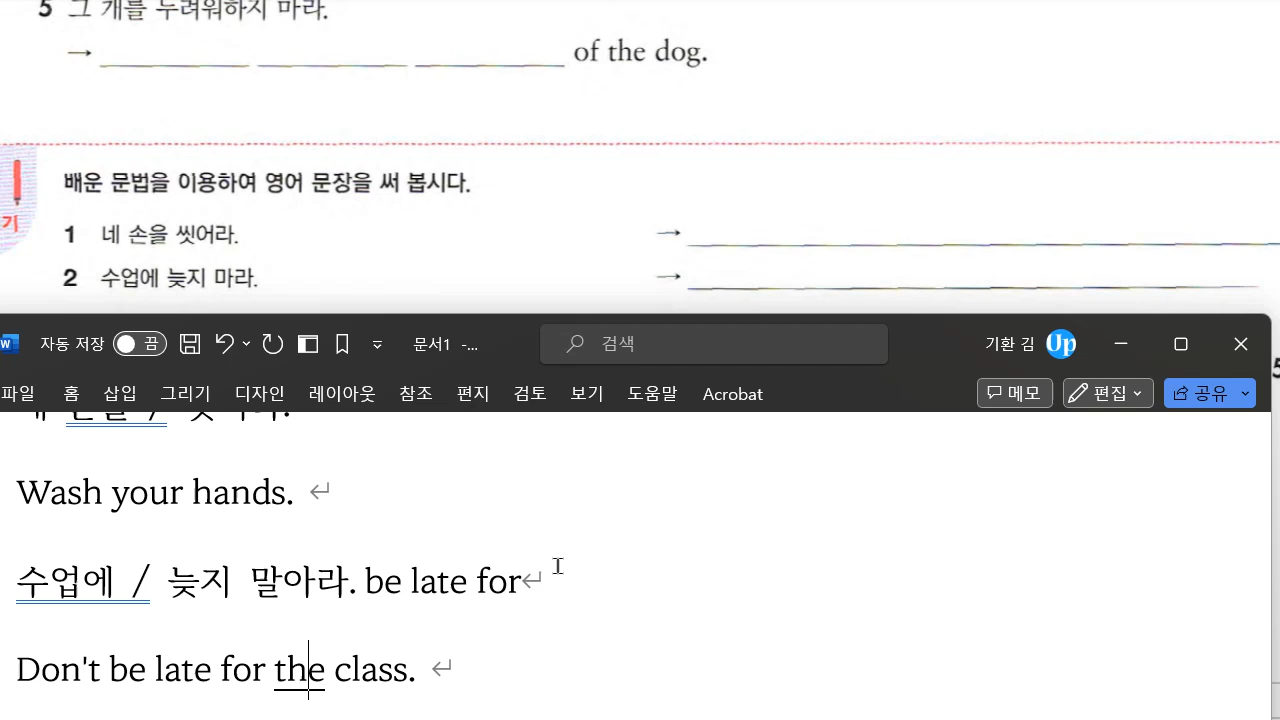 5 그 개를 두려워하지 마라.
→ of the dog.
기
배운 문법을 이용하여 영어 문장을 써 봅시다.
1 네 손을 씻어라. →
2 수업에 늦지 마라. →
W 자동 저장 끔 문서1 -... 검색 기환 김 Up
파일 홈 삽입 그리기 디자인 레이아웃 참조 편지 검토 보기 도움말 Acrobat 메모 편집 공유
5
Wash your hands. ↵
수업에 / 늦지 말아라. be late for↵
Don't be late for the class. ↵